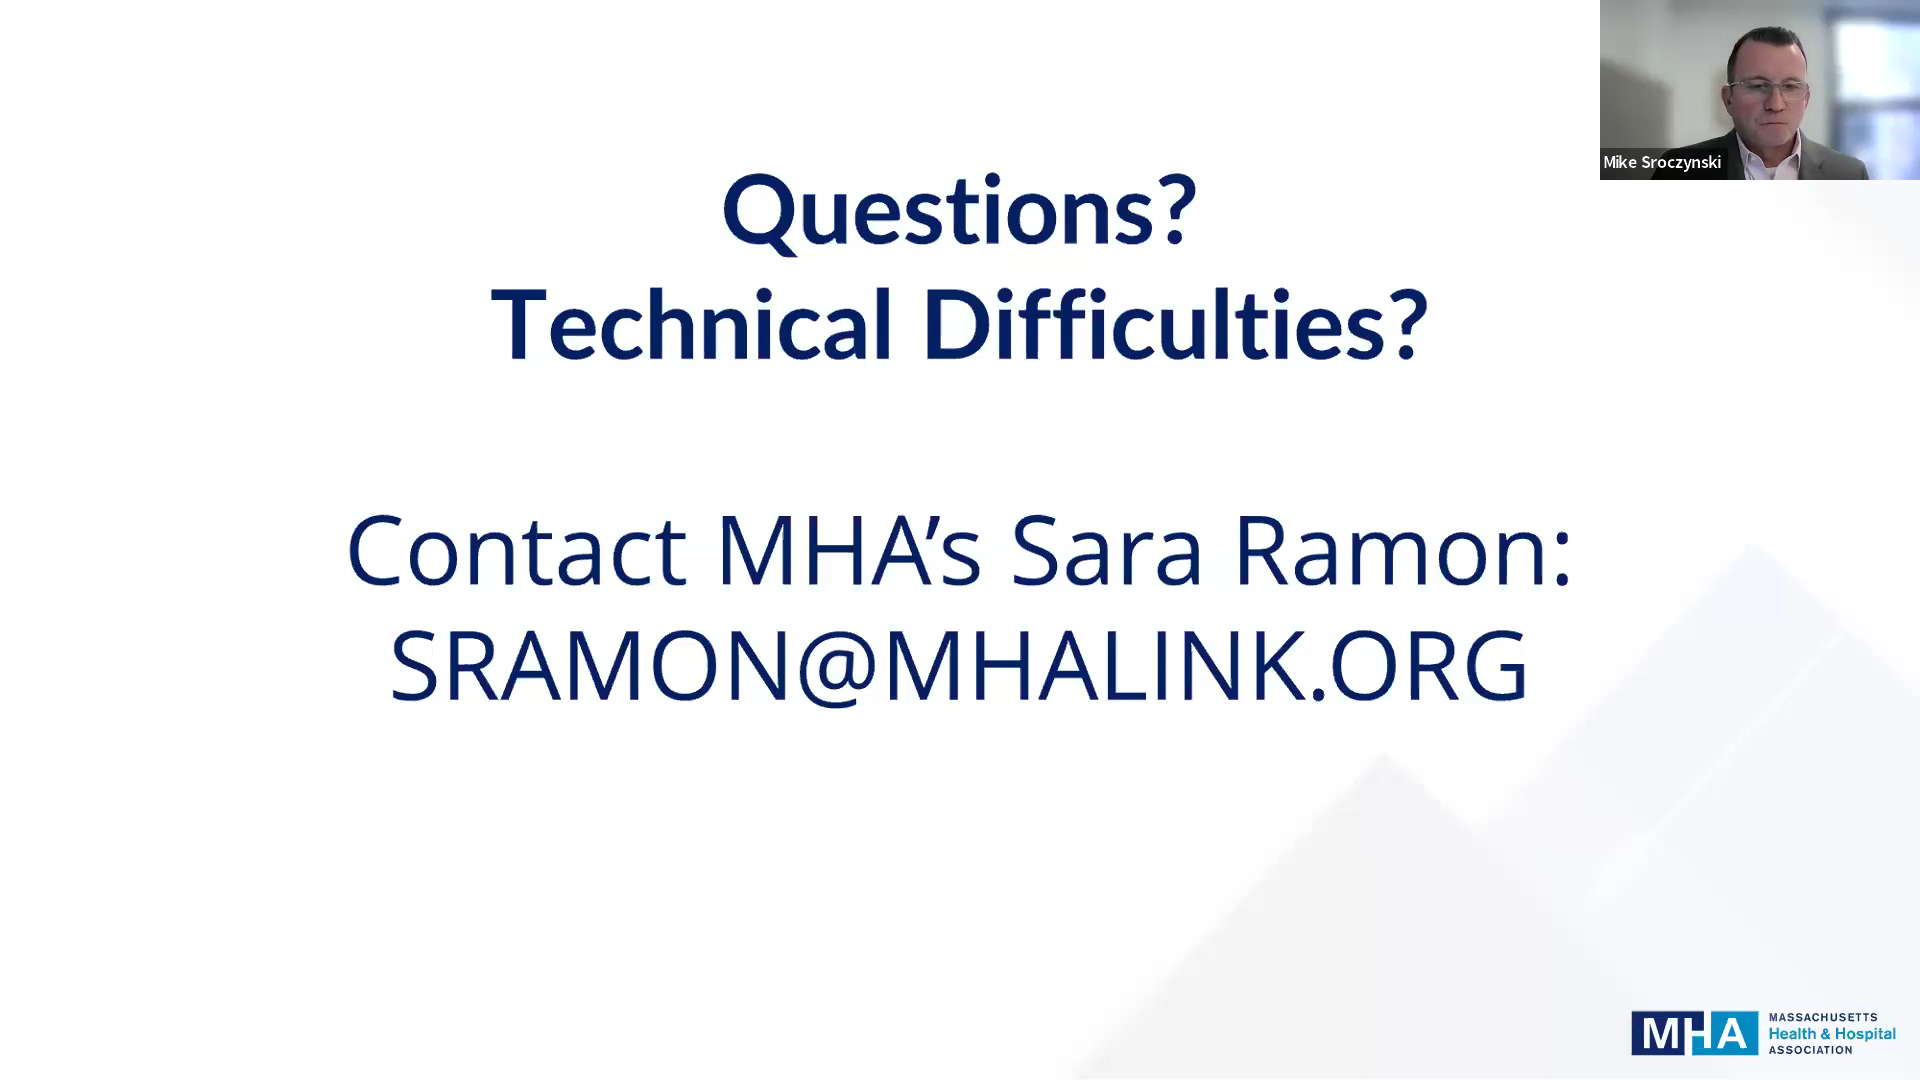 Mike Sroczynski
Questions?
Technical Difficulties?
Contact MHA’s Sara Ramon:
SRAMON@MHALINK.ORG
MHA
MASSACHUSETTS
Health & Hospital
ASSOCIATION